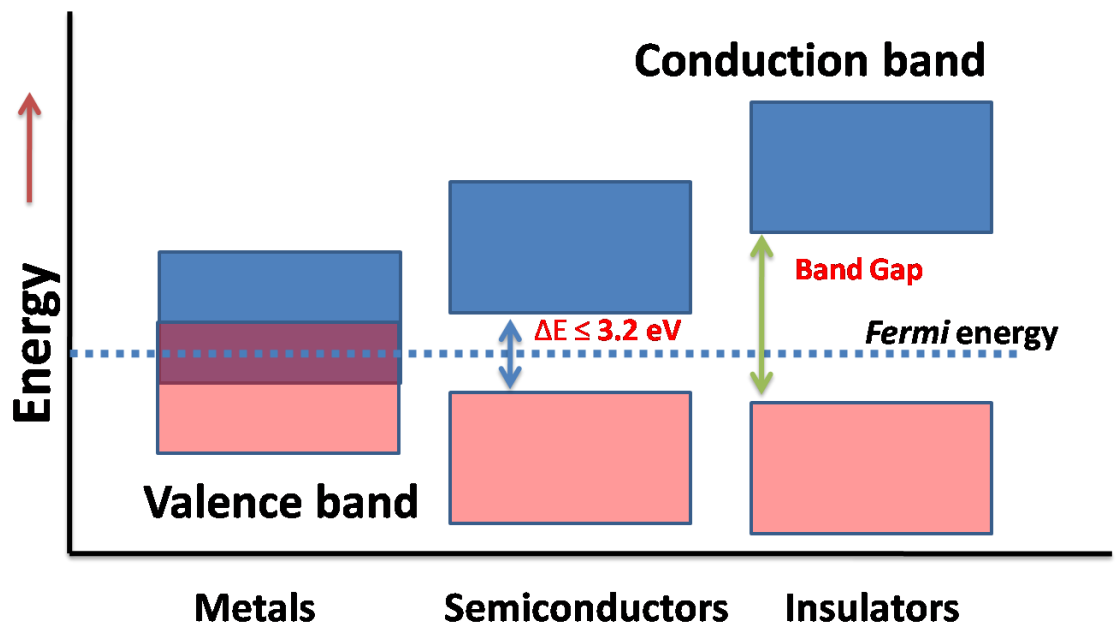 Conduction band
Band Gap
ΔE ≤ 3.2 eV
Fermi energy
Energy
Valence band
Metals
Semiconductors
Insulators